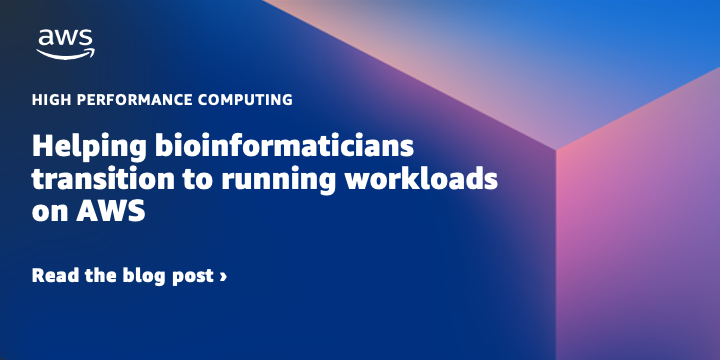 aws
HIGH PERFORMANCE COMPUTING
Helping bioinformaticians
transition to running workloads
on AWS
Read the blog post ›